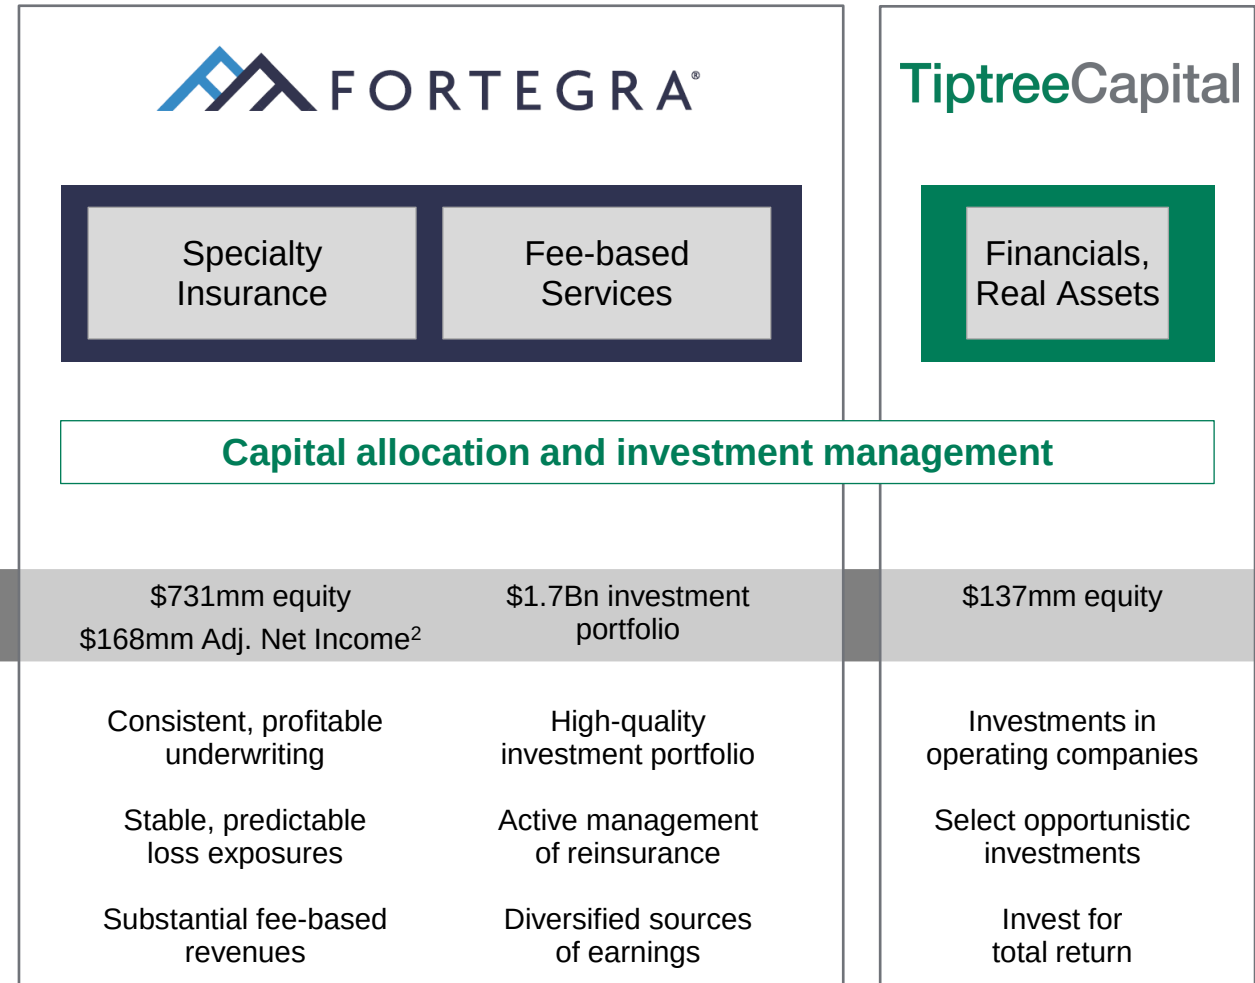 FORTEGRA®
TiptreeCapital
Specialty
Insurance
Fee-based
Services
Financials,
Real Assets
Capital allocation and investment management
$731mm equity
$168mm Adj. Net Income²
$1.7Bn investment
portfolio
$137mm equity
Consistent, profitable
underwriting
High-quality
investment portfolio
Investments in
operating companies
Stable, predictable
loss exposures
Active management
of reinsurance
Select opportunistic
investments
Substantial fee-based
revenues
Diversified sources
of earnings
Invest for
total return